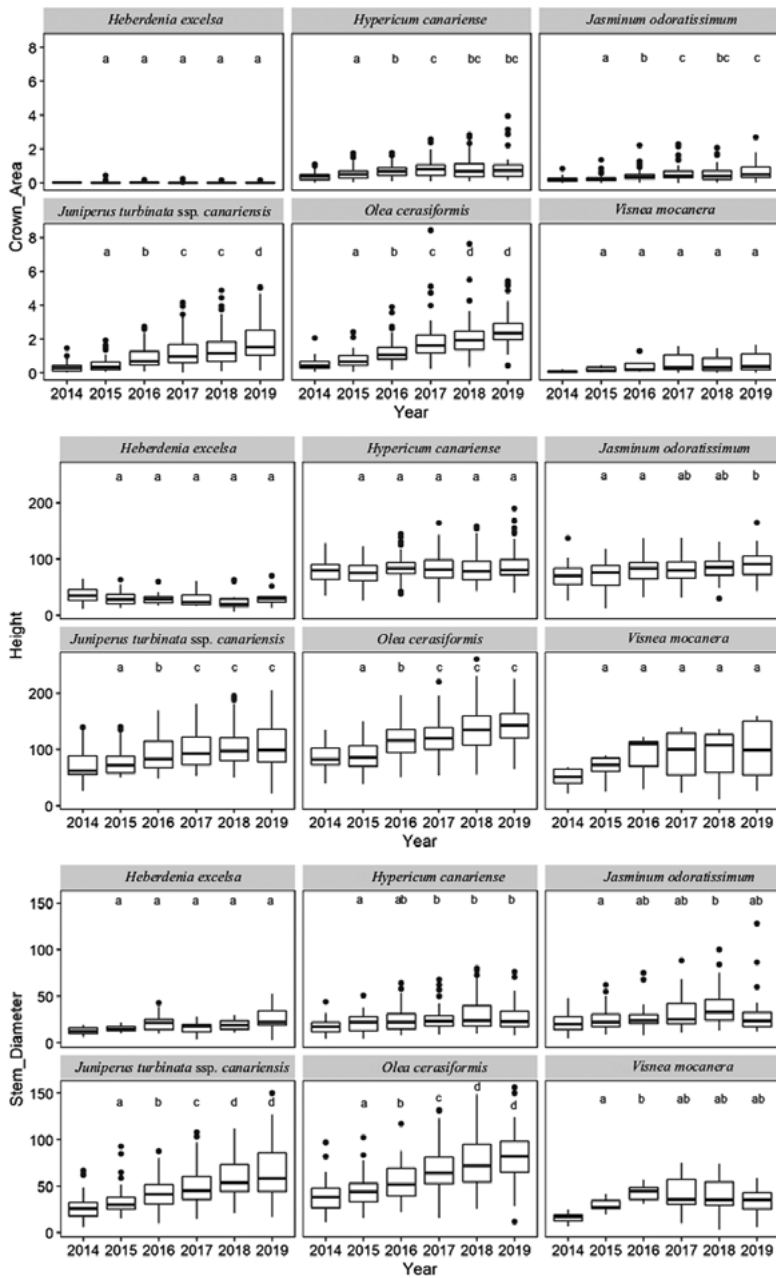 Heberdenia excelsa Hypericum canariense Jasminum odoratissimum
8 a a a a a a b c bc bc a b c bc c
6
4
2
0
Crown_Area
Juniperus turbinata ssp. canariensis Olea cerasiformis Visnea mocanera
8 a b c c d a b c d d a a a a a
6
4
2
0
2014 2015 2016 2017 2018 2019 2014 2015 2016 2017 2018 2019 2014 2015 2016 2017 2018 2019
Year
Heberdenia excelsa Hypericum canariense Jasminum odoratissimum
a a a a a a a a a a a a ab ab b
200
100
0
Height
Juniperus turbinata ssp. canariensis Olea cerasiformis Visnea mocanera
a b c c c a b c c c a a a a a
200
100
0
2014 2015 2016 2017 2018 2019 2014 2015 2016 2017 2018 2019 2014 2015 2016 2017 2018 2019
Year
Heberdenia excelsa Hypericum canariense Jasminum odoratissimum
150 a a a a a a ab b b b a ab ab b ab
100
50
0
Stem_Diameter
Juniperus turbinata ssp. canariensis Olea cerasiformis Visnea mocanera
150 a b c d d a b c d d a b ab ab ab
100
50
0
2014 2015 2016 2017 2018 2019 2014 2015 2016 2017 2018 2019 2014 2015 2016 2017 2018 2019
Year